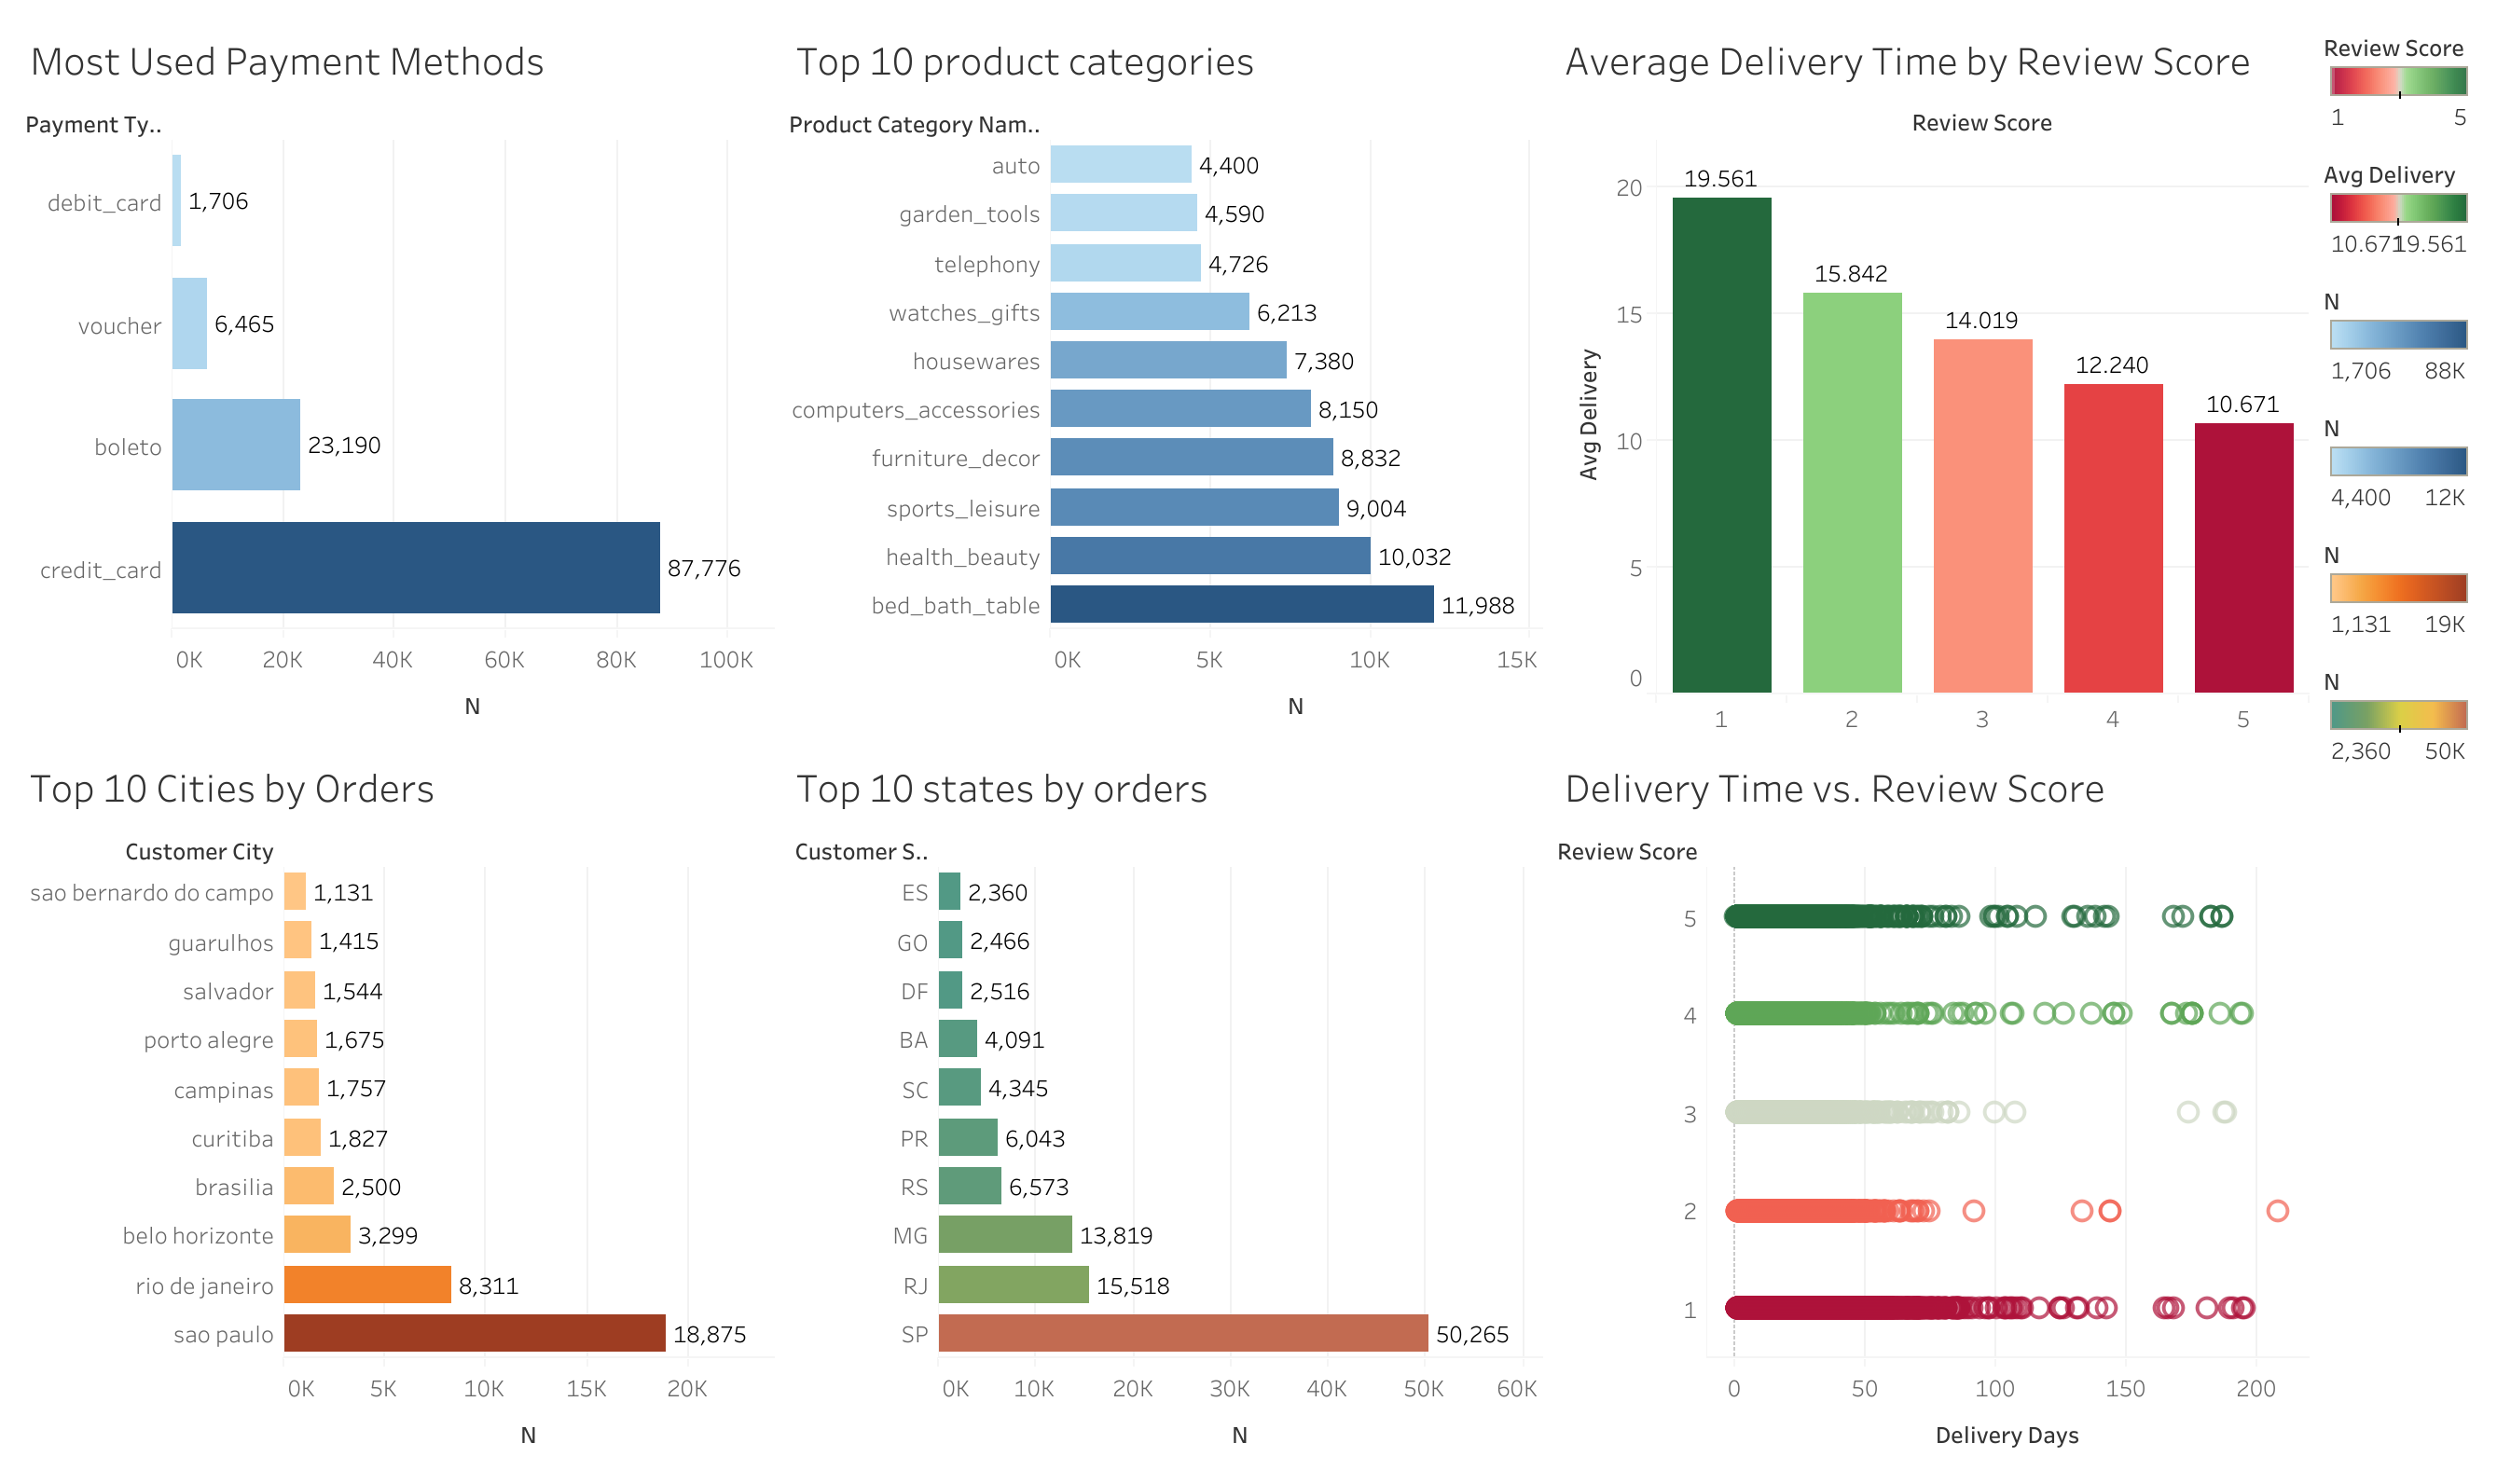 Most Used Payment Methods
Payment Ty..
debit_card 1,706
voucher 6,465
boleto 23,190
credit_card 87,776
0K 20K 40K 60K 80K 100K
N
Top 10 product categories
Product Category Nam..
auto 4,400
garden_tools 4,590
telephony 4,726
watches_gifts 6,213
housewares 7,380
computers_accessories 8,150
furniture_decor 8,832
sports_leisure 9,004
health_beauty 10,032
bed_bath_table 11,988
0K 5K 10K 15K
N
Average Delivery Time by Review Score
Review Score
Avg Delivery
20
15
10
5
0
19.561
15.842
14.019
12.240
10.671
1 2 3 4 5
Review Score
1 5
Avg Delivery
10.671 19.561
N
1,706 88K
N
4,400 12K
N
1,131 19K
N
2,360 50K
Top 10 Cities by Orders
Customer City
sao bernardo do campo 1,131
guarulhos 1,415
salvador 1,544
porto alegre 1,675
campinas 1,757
curitiba 1,827
brasilia 2,500
belo horizonte 3,299
rio de janeiro 8,311
sao paulo 18,875
0K 5K 10K 15K 20K
N
Top 10 states by orders
Customer S..
ES 2,360
GO 2,466
DF 2,516
BA 4,091
SC 4,345
PR 6,043
RS 6,573
MG 13,819
RJ 15,518
SP 50,265
0K 10K 20K 30K 40K 50K 60K
N
Delivery Time vs. Review Score
Review Score
5
4
3
2
1
0 50 100 150 200
Delivery Days